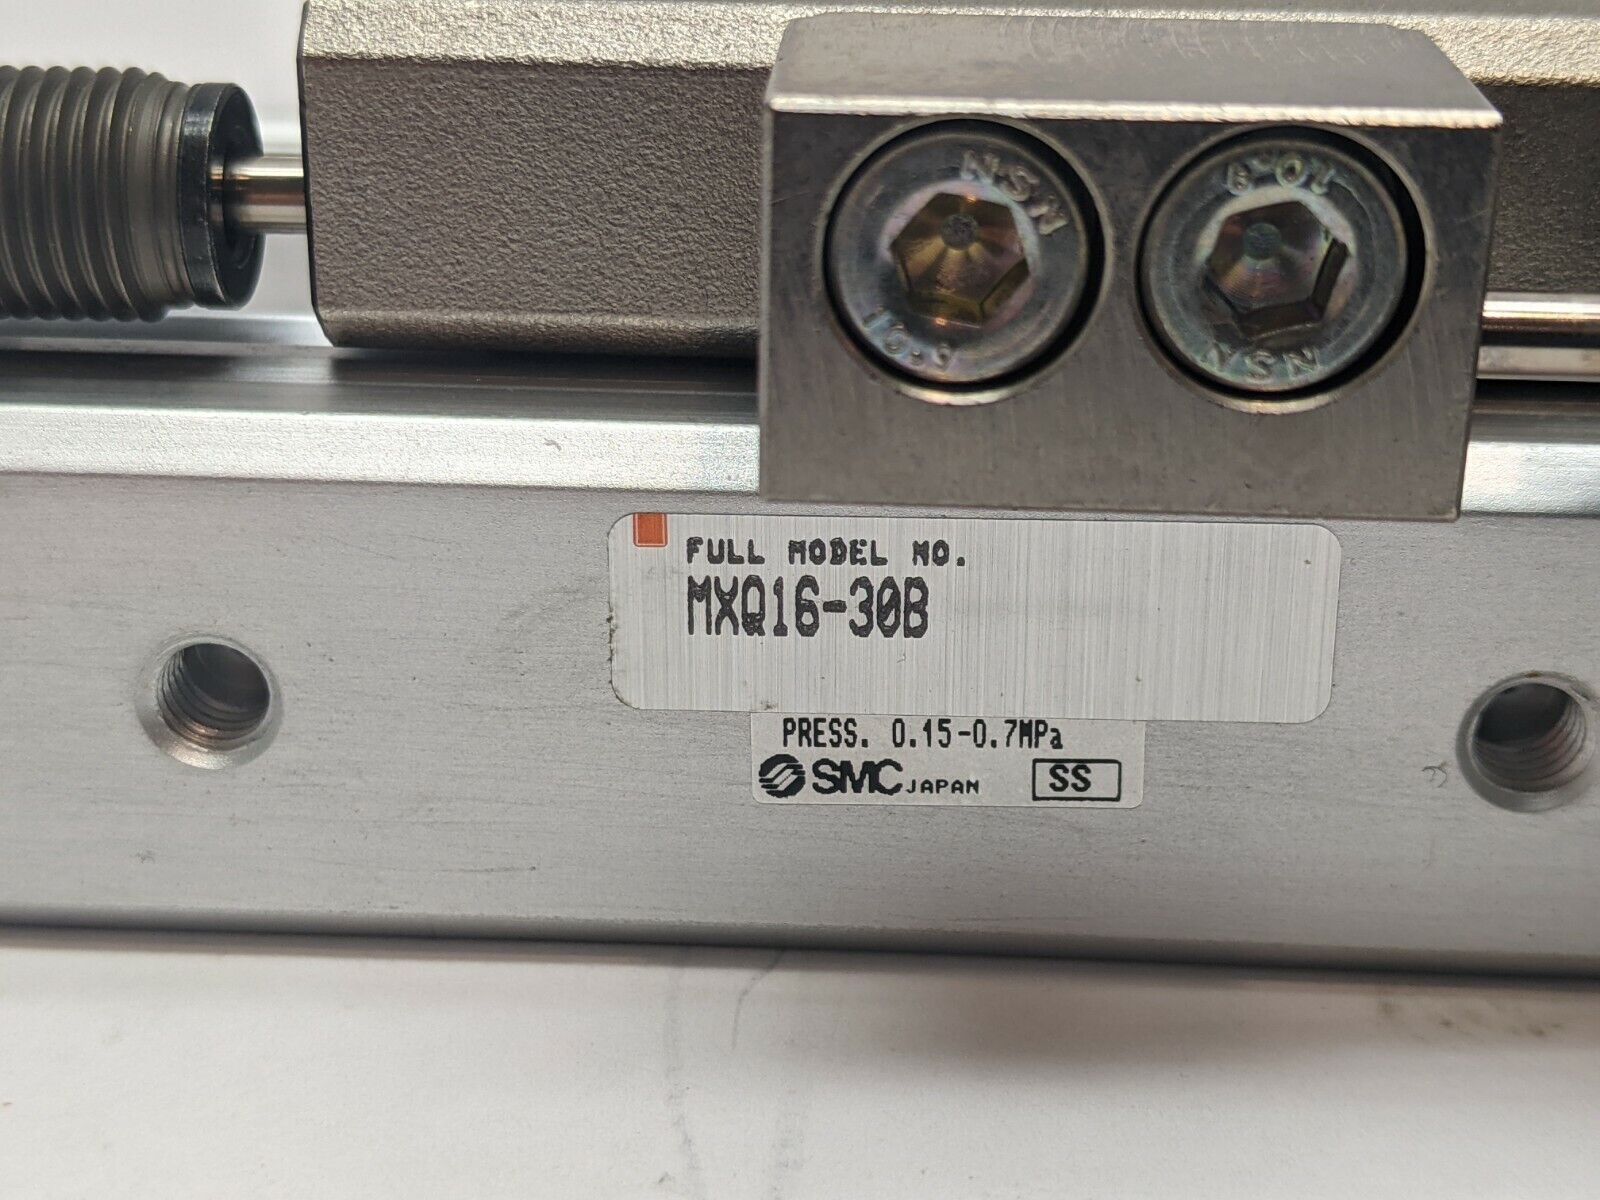 NSN
10.9
10.9
NSN
FULL MODEL NO.
MXQ16-30B
PRESS. 0.15-0.7MPa
SMC JAPAN SS